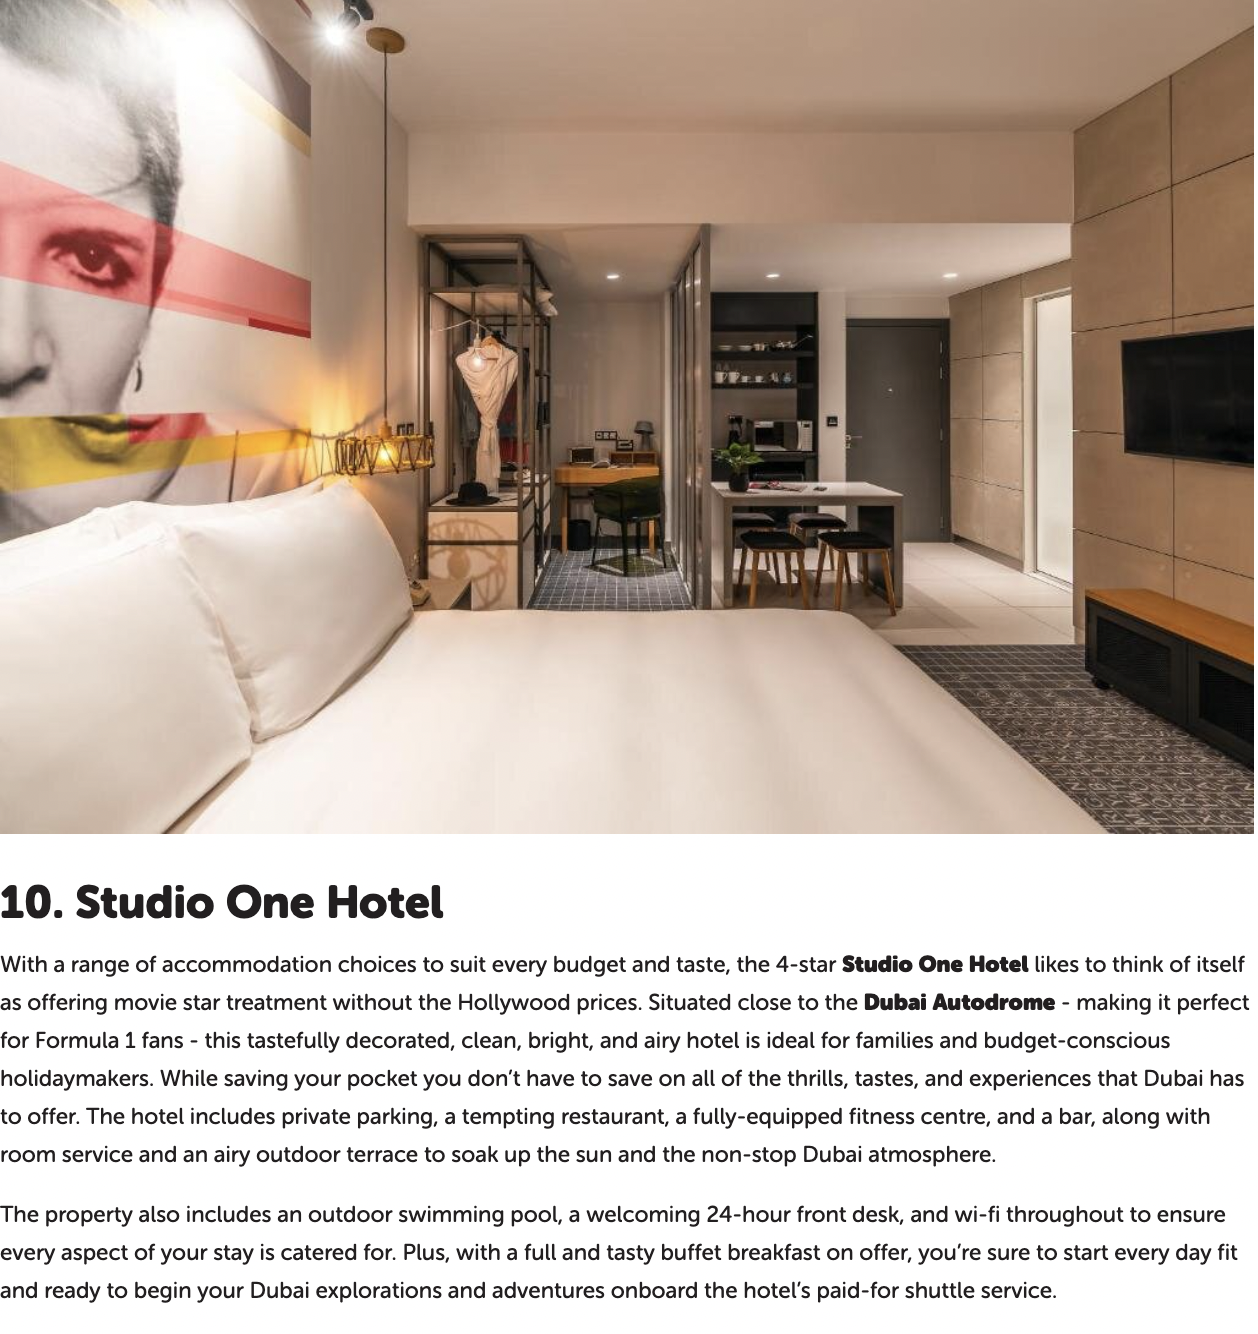 10. Studio One Hotel
With a range of accommodation choices to suit every budget and taste, the 4-star Studio One Hotel likes to think of itself
as offering movie star treatment without the Hollywood prices. Situated close to the Dubai Autodrome - making it perfect
for Formula 1 fans - this tastefully decorated, clean, bright, and airy hotel is ideal for families and budget-conscious
holidaymakers. While saving your pocket you don’t have to save on all of the thrills, tastes, and experiences that Dubai has
to offer. The hotel includes private parking, a tempting restaurant, a fully-equipped fitness centre, and a bar, along with
room service and an airy outdoor terrace to soak up the sun and the non-stop Dubai atmosphere.
The property also includes an outdoor swimming pool, a welcoming 24-hour front desk, and wi-fi throughout to ensure
every aspect of your stay is catered for. Plus, with a full and tasty buffet breakfast on offer, you’re sure to start every day fit
and ready to begin your Dubai explorations and adventures onboard the hotel’s paid-for shuttle service.